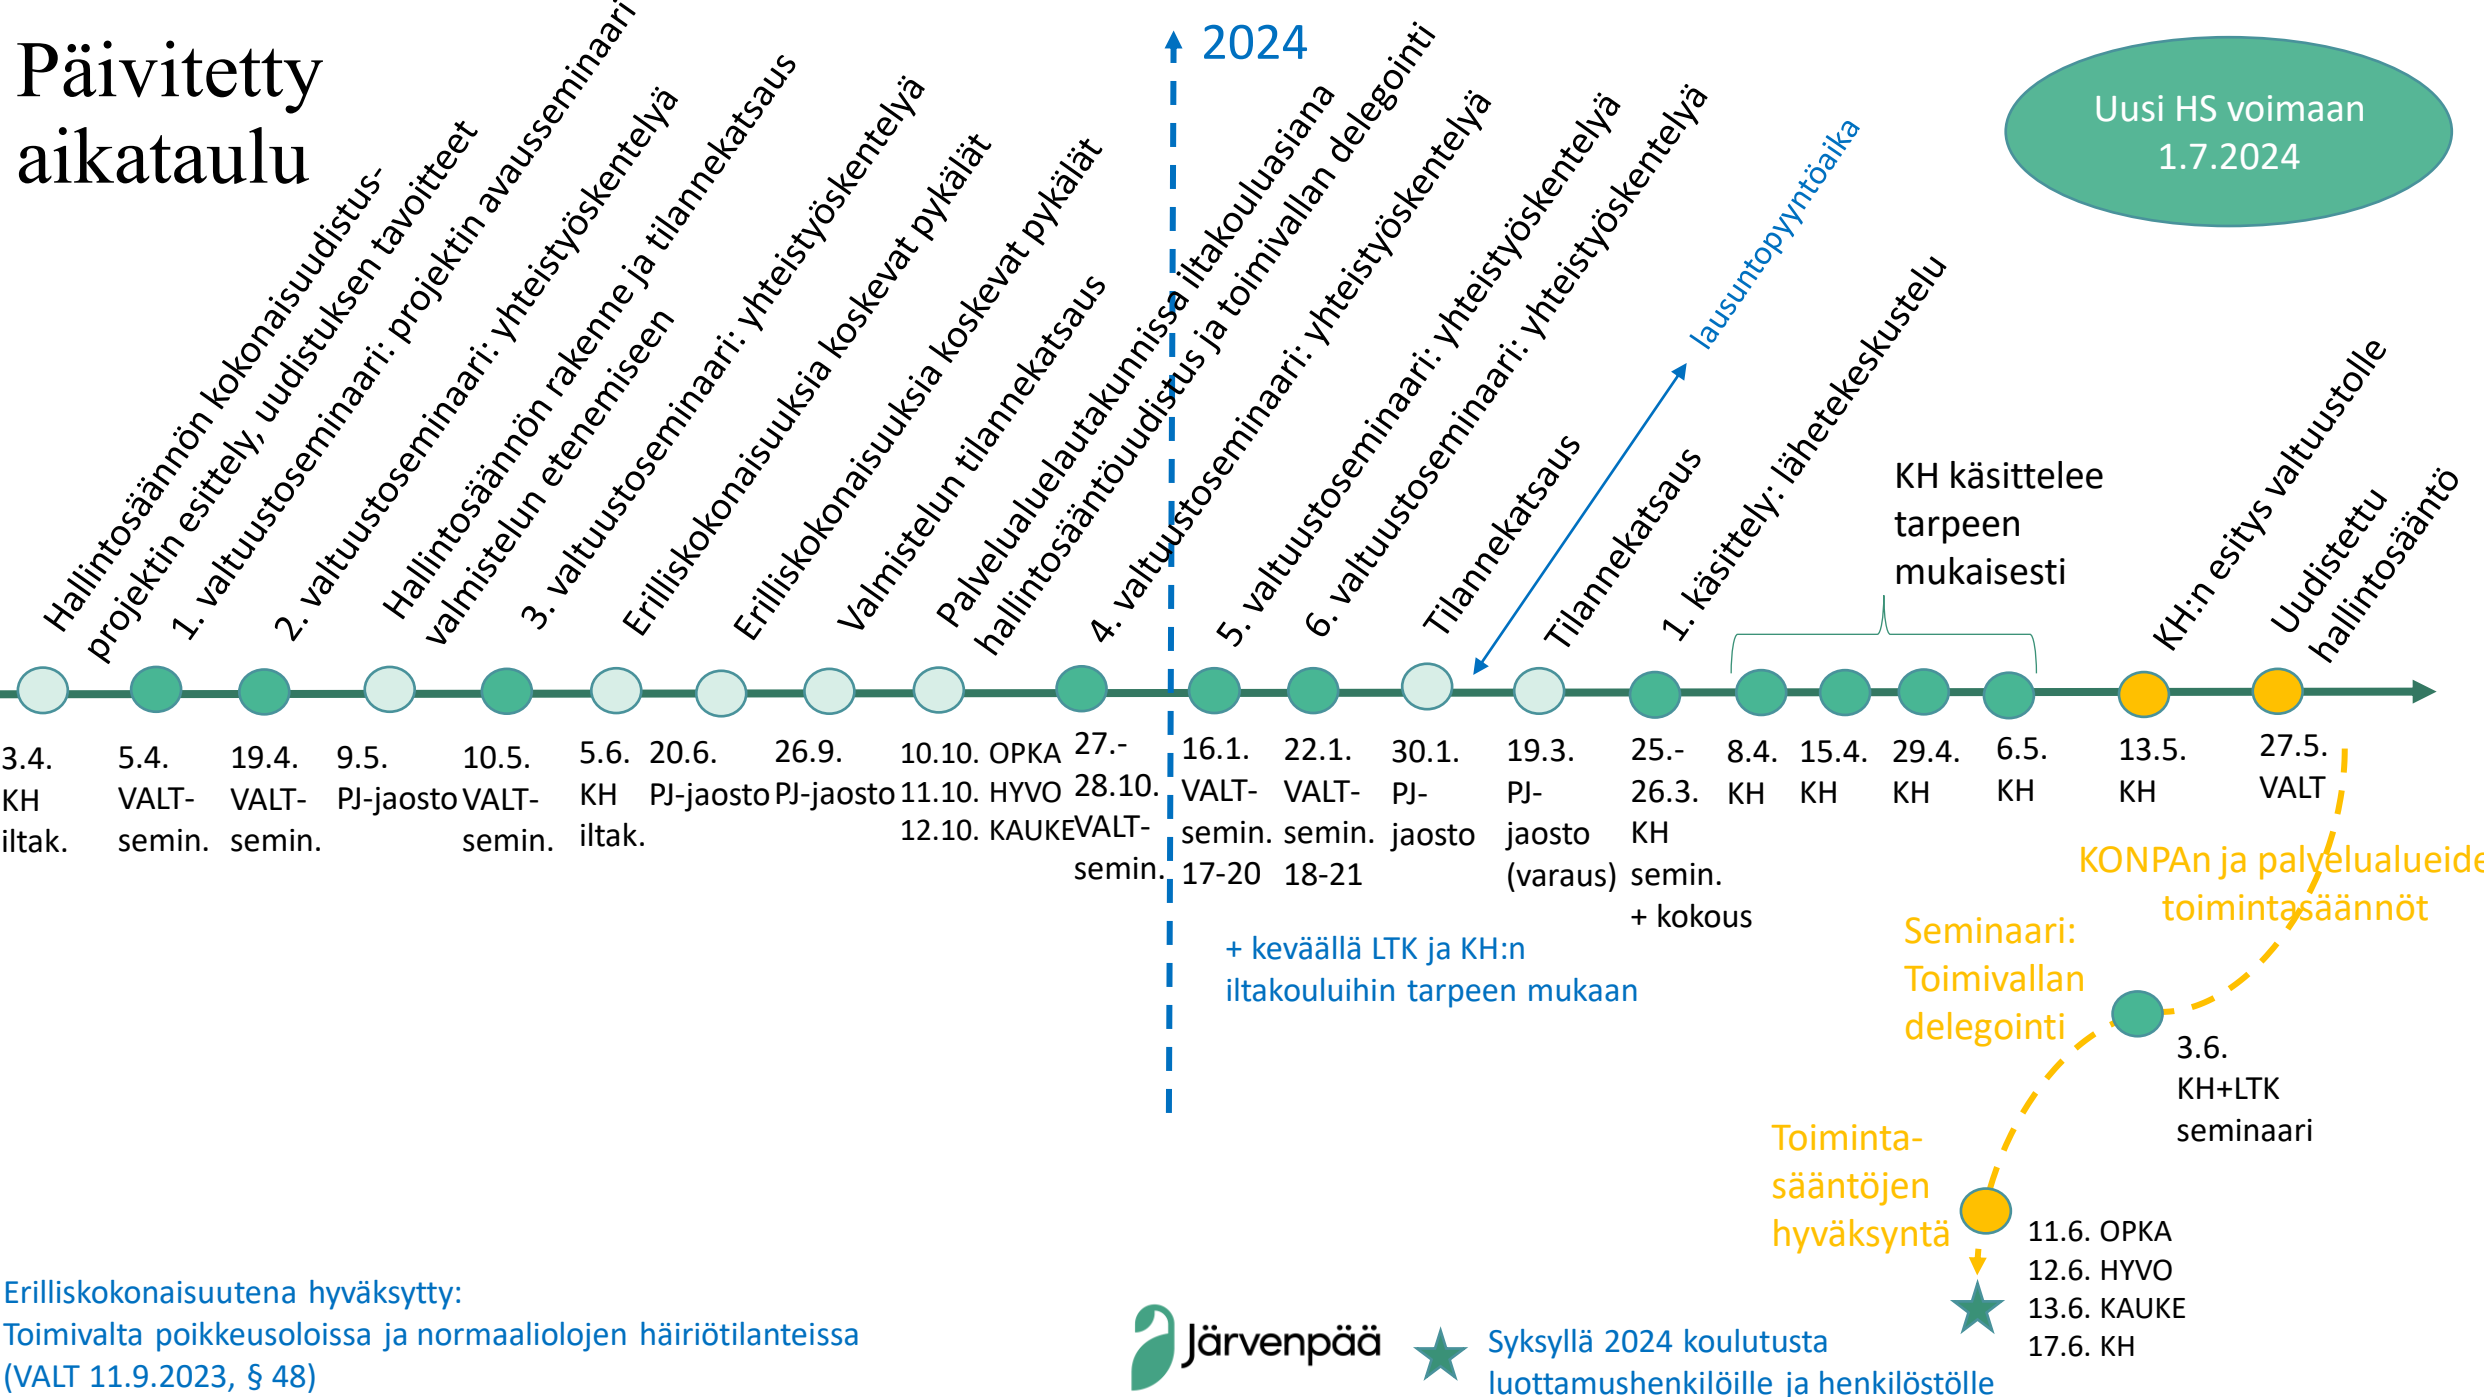 Päivitetty
aikataulu
2024
Uusi HS voimaan
1.7.2024
Hallintosäännön kokonaisuudistus-
projektin esittely, uudistuksen tavoitteet
1. valtuustoseminaari: projektin avausseminaari
2. valtuustoseminaari: yhteistyöskentelyä
Hallintosäännön rakenne ja tilannekatsaus
valmistelun etenemiseen
3. valtuustoseminaari: yhteistyöskentelyä
Erilliskokonaisuuksia koskevat pykälät
Erilliskokonaisuuksia koskevat pykälät
Valmistelun tilannekatsaus
Palvelualuelautakunnissa iltakouluasiana
hallintosääntöuudistus ja toimivallan delegointi
4. valtuustoseminaari: yhteistyöskentelyä
5. valtuustoseminaari: yhteistyöskentelyä
6. valtuustoseminaari: yhteistyöskentelyä
Tilannekatsaus
lausuntopyyntöaika
Tilannekatsaus
1. käsittely: lähetekeskustelu
KH käsittelee
tarpeen
mukaisesti
KH:n esitys valtuustolle
Uudistettu
hallintosääntö
3.4.
KH
iltak.
5.4.
VALT-
semin.
19.4.
VALT-
semin.
9.5.
PJ-jaosto
10.5.
VALT-
semin.
5.6.
KH
iltak.
20.6.
PJ-jaosto
26.9.
PJ-jaosto
10.10. OPKA
11.10. HYVO
12.10. KAUKE
27.-
28.10.
VALT-
semin.
16.1.
VALT-
semin.
17-20
22.1.
VALT-
semin.
18-21
30.1.
PJ-
jaosto
19.3.
PJ-
jaosto
(varaus)
25.-
26.3.
KH
semin.
+ kokous
8.4.
KH
15.4.
KH
29.4.
KH
6.5.
KH
13.5.
KH
27.5.
VALT
+ keväällä LTK ja KH:n
iltakouluihin tarpeen mukaan
KONPAn ja palvelualueide
toimintasäännöt
Seminaari:
Toimivallan
delegointi
3.6.
KH+LTK
seminaari
Toiminta-
sääntöjen
hyväksyntä
11.6. OPKA
12.6. HYVO
13.6. KAUKE
17.6. KH
Erilliskokonaisuutena hyväksytty:
Toimivalta poikkeusoloissa ja normaaliolojen häiriötilanteissa
(VALT 11.9.2023, § 48)
Järvenpää
Syksyllä 2024 koulutusta
luottamushenkilöille ja henkilöstölle